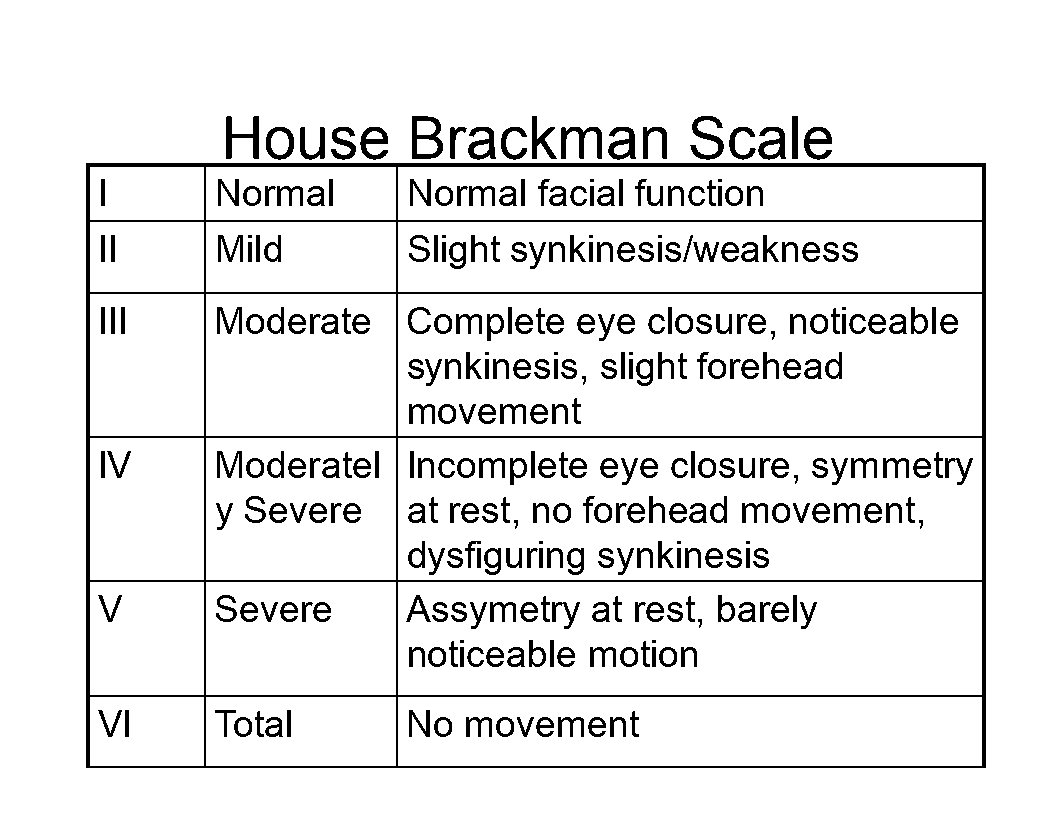 House Brackman Scale
I Normal Normal facial function
II Mild Slight synkinesis/weakness
III Moderate Complete eye closure, noticeable
synkinesis, slight forehead
movement
IV Moderatel Incomplete eye closure, symmetry
y Severe at rest, no forehead movement,
dysfiguring synkinesis
V Severe Assymetry at rest, barely
noticeable motion
VI Total No movement